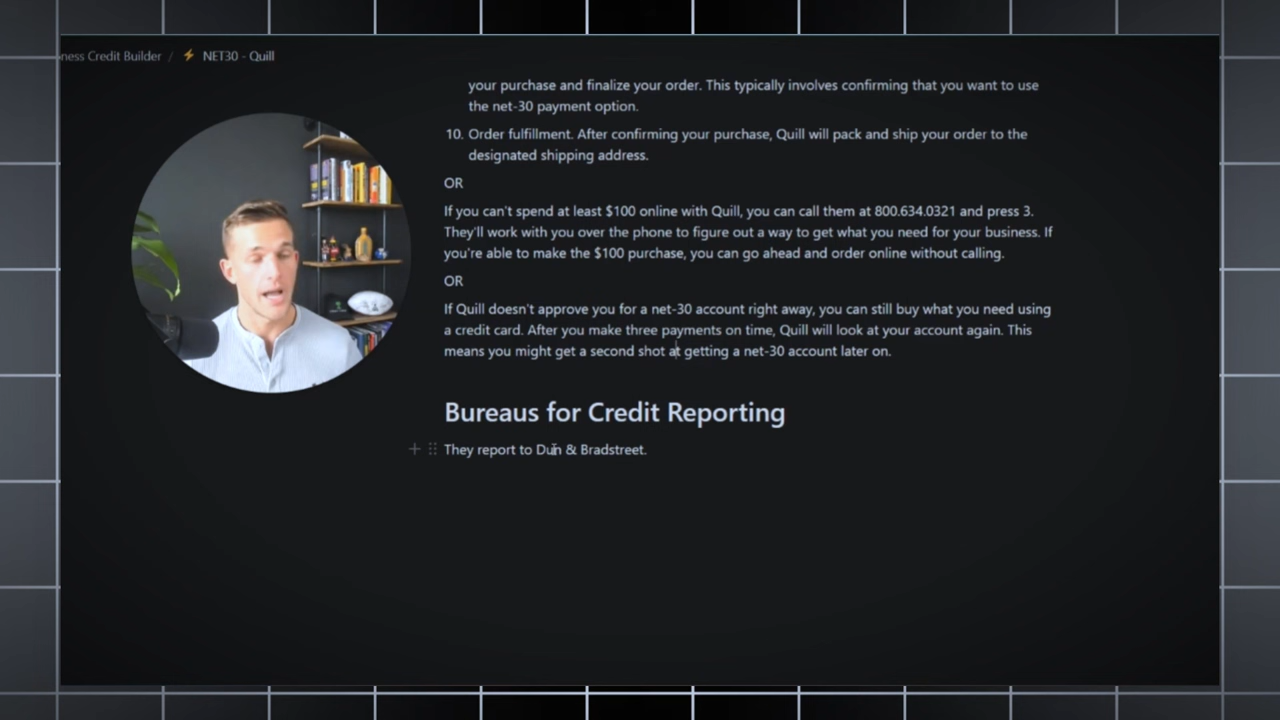 ness Credit Builder / ⚡ NET30 - Quill
your purchase and finalize your order. This typically involves confirming that you want to use
the net-30 payment option.
10. Order fulfillment. After confirming your purchase, Quill will pack and ship your order to the
designated shipping address.
OR
If you can't spend at least $100 online with Quill, you can call them at 800.634.0321 and press 3.
They'll work with you over the phone to figure out a way to get what you need for your business. If
you're able to make the $100 purchase, you can go ahead and order online without calling.
OR
If Quill doesn't approve you for a net-30 account right away, you can still buy what you need using
a credit card. After you make three payments on time, Quill will look at your account again. This
means you might get a second shot at getting a net-30 account later on.
Bureaus for Credit Reporting
They report to Dun & Bradstreet.